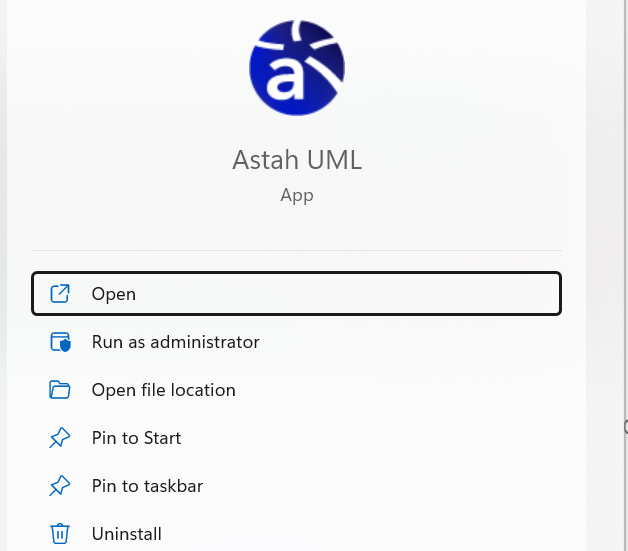 a
Astah UML
App
Open
Run as administrator
Open file location
Pin to Start
Pin to taskbar
Uninstall